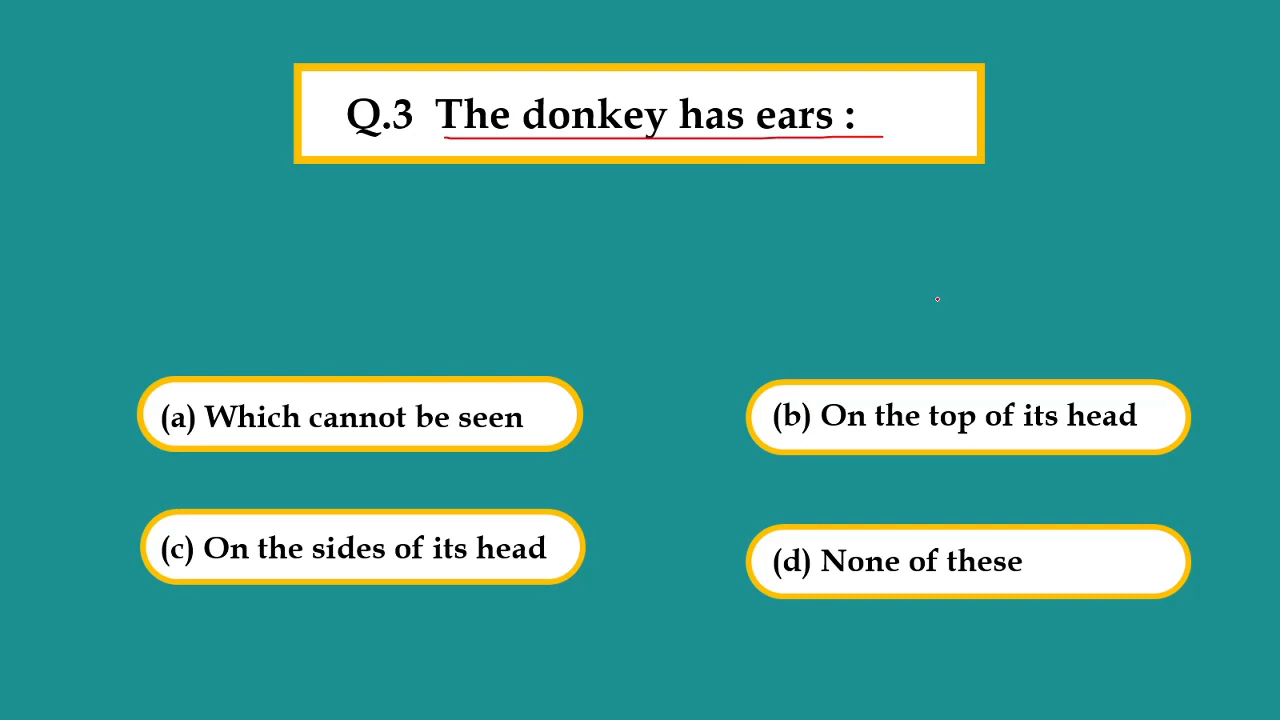 Q.3 The donkey has ears :
(a) Which cannot be seen
(b) On the top of its head
(c) On the sides of its head
(d) None of these